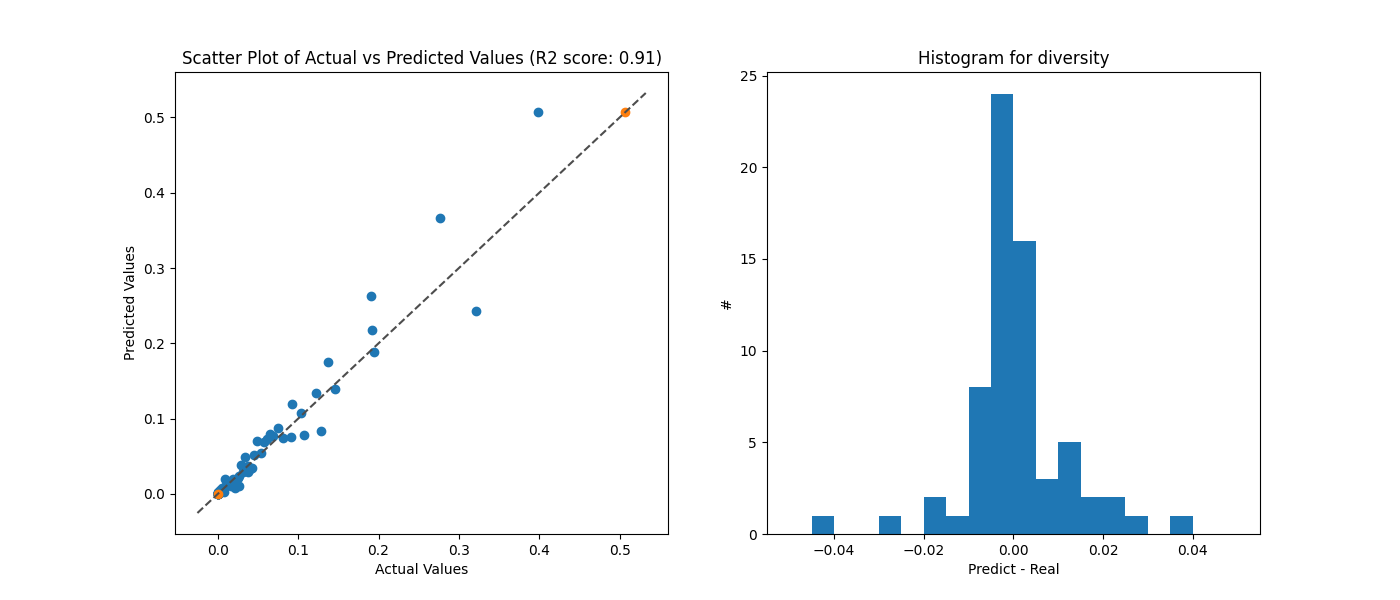 Scatter Plot of Actual vs Predicted Values (R2 score: 0.91)
Predicted Values
0.5
0.4
0.3
0.2
0.1
0.0
0.0 0.1 0.2 0.3 0.4 0.5
Actual Values
Histogram for diversity
#
25
20
15
10
5
0
−0.04 −0.02 0.00 0.02 0.04
Predict - Real